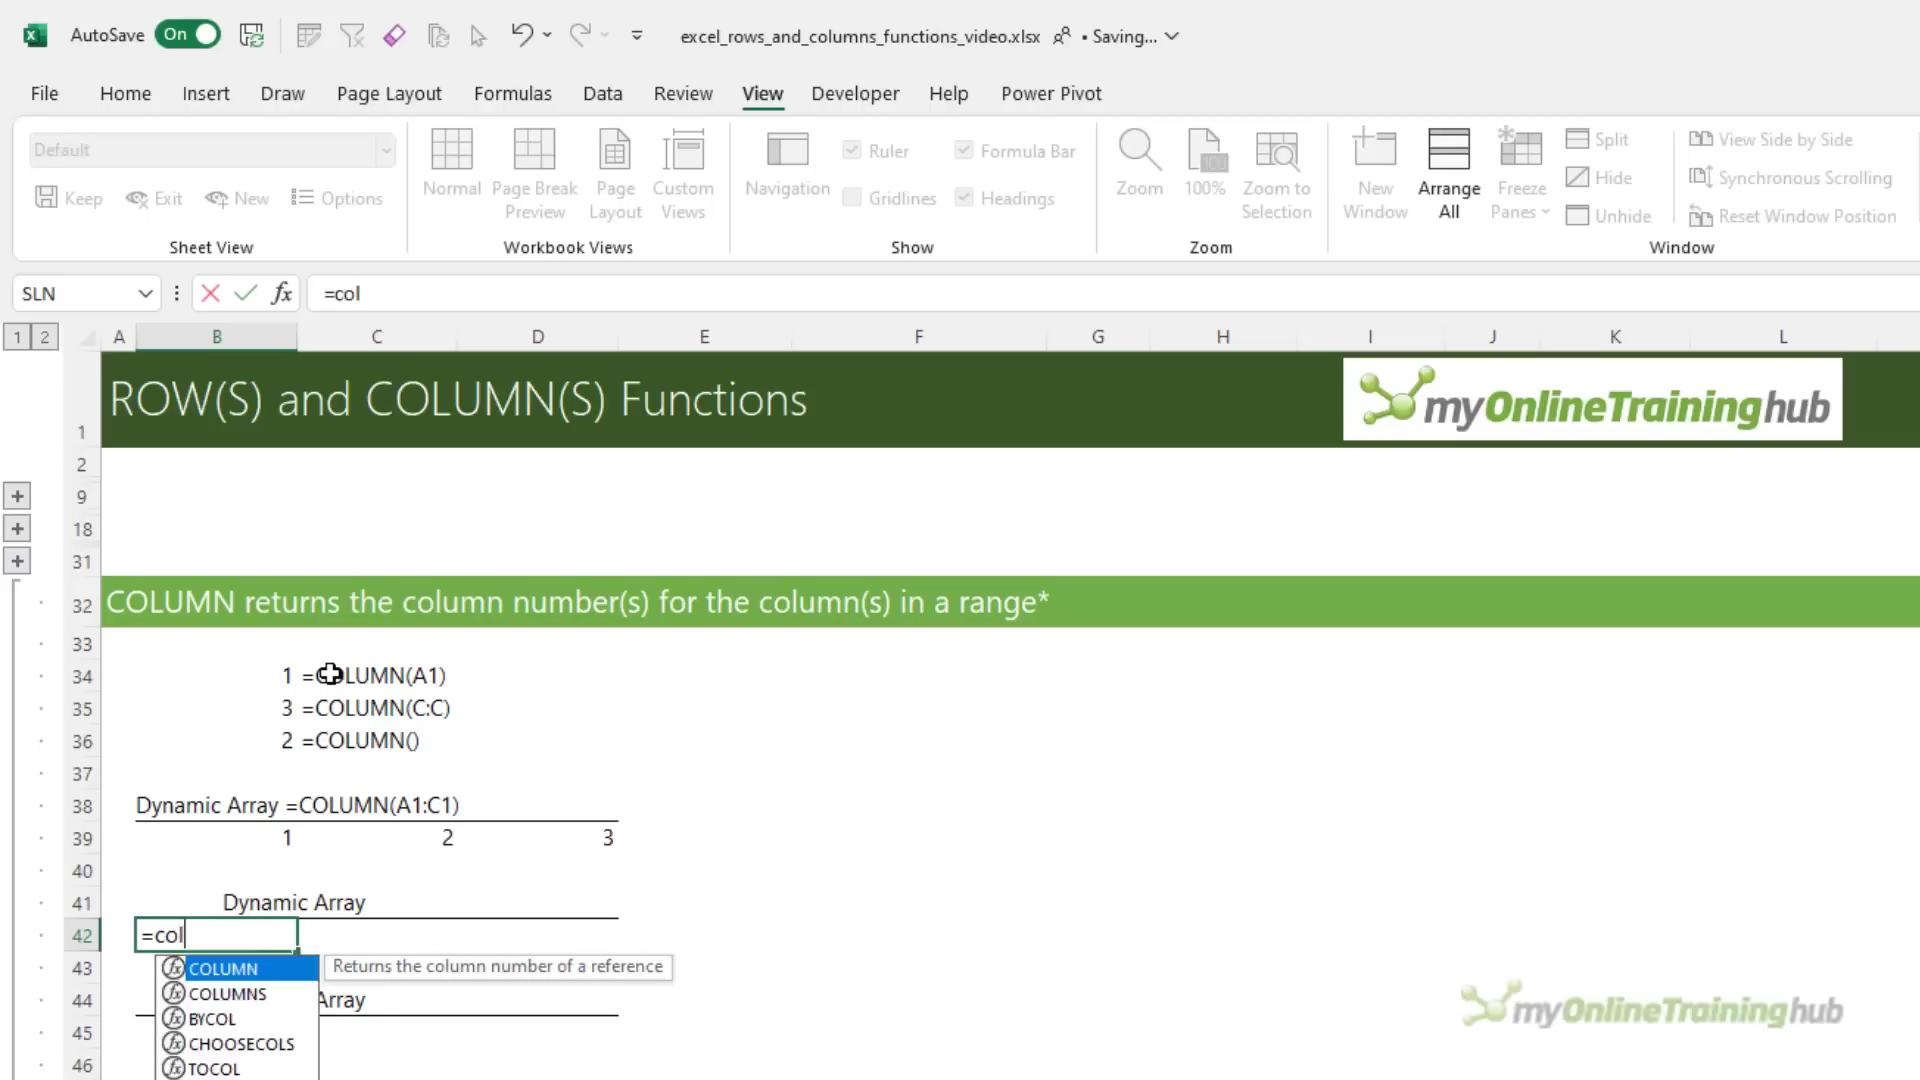 AutoSave On excel_rows_and_columns_functions_video.xlsx • Saving...
File Home Insert Draw Page Layout Formulas Data Review View Developer Help Power Pivot
Default
Keep Exit New Options
Sheet View
Normal Page Break Preview Page Layout Custom Views
Workbook Views
Navigation Ruler Formula Bar
Gridlines Headings
Show
Zoom 100% Zoom to Selection
Zoom
New Window Arrange All Freeze Panes
Split
Hide
Unhide
View Side by Side
Synchronous Scrolling
Reset Window Position
Window
SLN fx =col
1 2 A B C D E F G H I J K L
1 ROW(S) and COLUMN(S) Functions myOnlineTraininghub
2
9
18
31
32 COLUMN returns the column number(s) for the column(s) in a range*
33
34 1 =COLUMN(A1)
35 3 =COLUMN(C:C)
36 2 =COLUMN()
37
38 Dynamic Array =COLUMN(A1:C1)
39 1 2 3
40
41 Dynamic Array
42 =col
43 COLUMN Returns the column number of a reference
COLUMNS
44 Array
BYCOL
45
CHOOSECOLS
46 TOCOL
myOnlineTraininghub